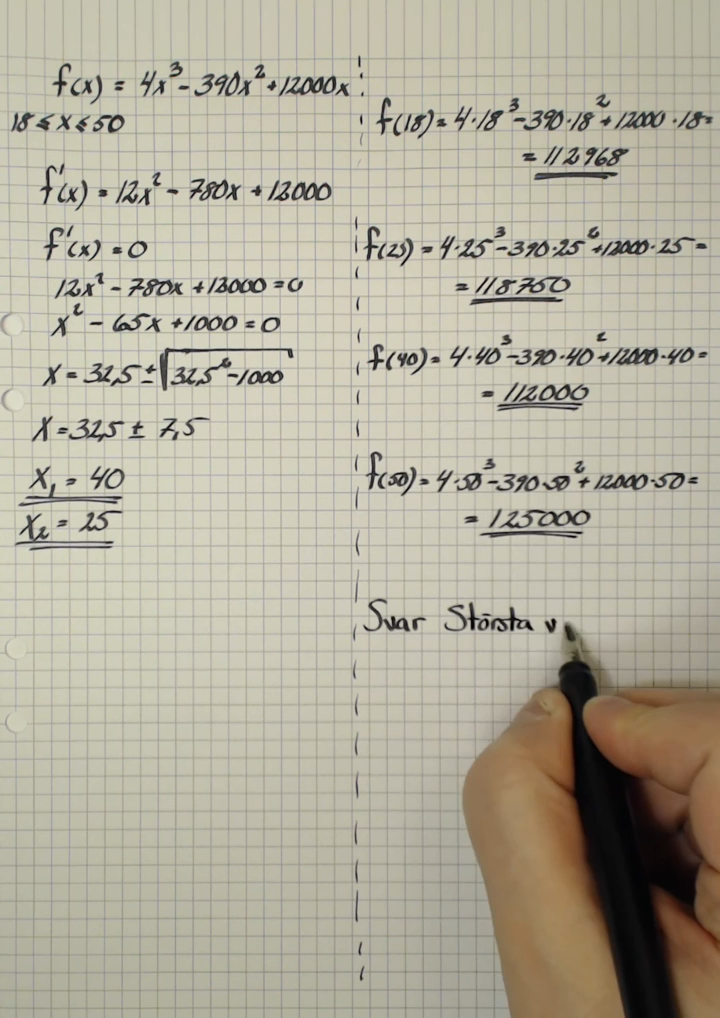 f(x) = 4x³ - 390x² + 12000x
18 ≤ x ≤ 50
f'(x) = 12x² - 780x + 12000
f'(x) = 0
12x² - 780x + 12000 = 0
x² - 65x + 1000 = 0
x = 32,5 ± √(32,5² - 1000)
x = 32,5 ± 7,5
x₁ = 40
x₂ = 25
f(18) = 4·18³ - 390·18² + 12000·18 =
= 112968
f(25) = 4·25³ - 390·25² + 12000·25 =
= 118750
f(40) = 4·40³ - 390·40² + 12000·40 =
= 112000
f(50) = 4·50³ - 390·50² + 12000·50 =
= 125000
Svar Största v